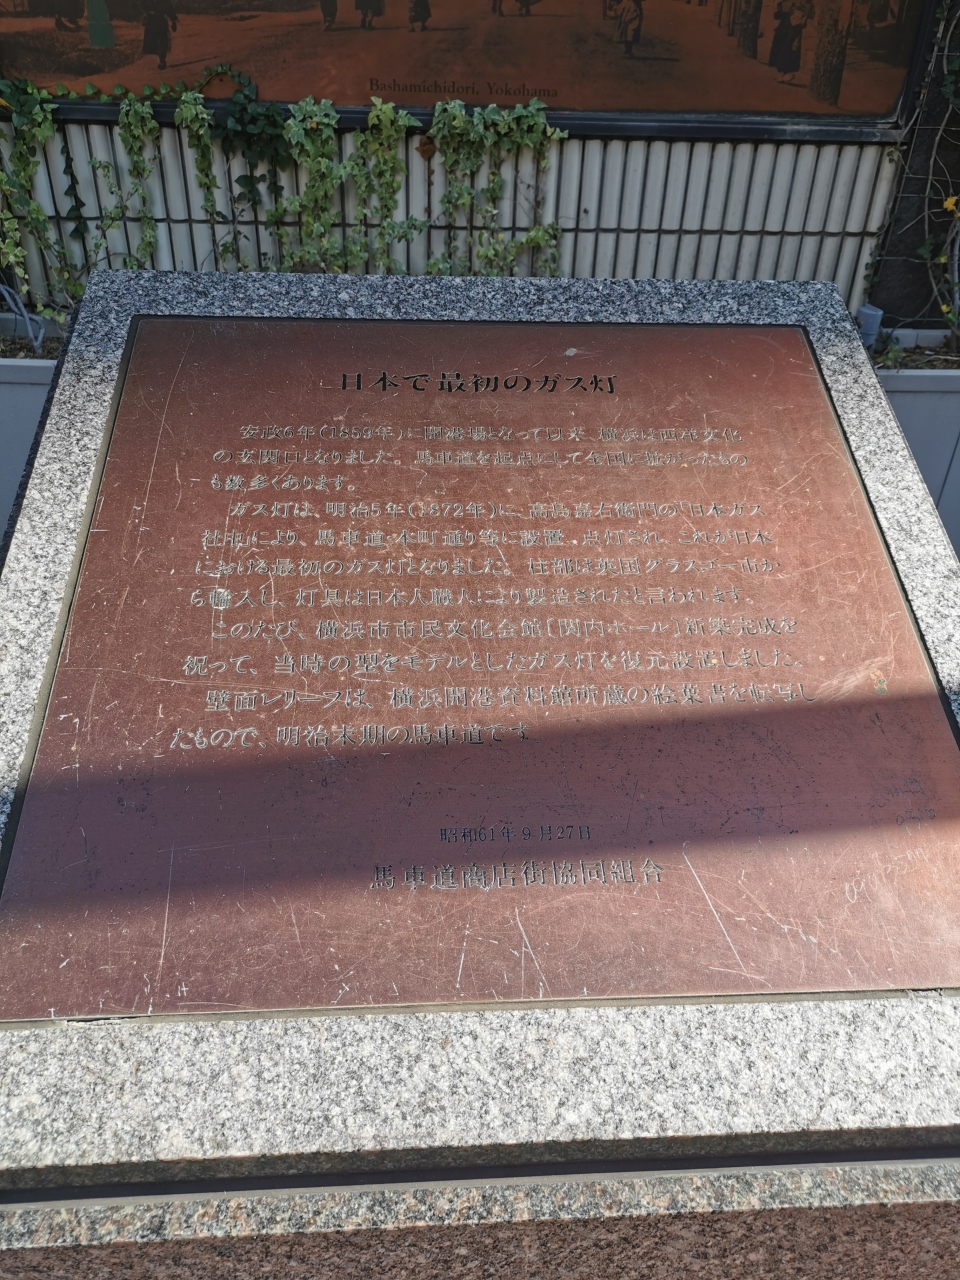 Bashamichidori, Yokohama
日本で最初のガス灯
安政6年(1859年)に開港場となって以来、横浜は西洋文化
の玄関口となりました。馬車道を起点にして全国に拡がったもの
も数多くあります。
ガス灯は、明治5年(1872年)に、高島嘉右衛門の「日本ガス
社中」により、馬車道・本町通り等に設置、点灯され、これが日本
における最初のガス灯となりました。柱部は英国グラスゴー市か
ら輸入し、灯具は日本人職人により製造されたと言われます。
このたび、横浜市市民文化会館[関内ホール]新築完成を
祝って、当時の型をモデルとしたガス灯を復元設置しました。
壁面レリーフは、横浜開港資料館所蔵の絵葉書を転写し
たもので、明治末期の馬車道です
昭和61年9月27日
馬車道商店街協同組合